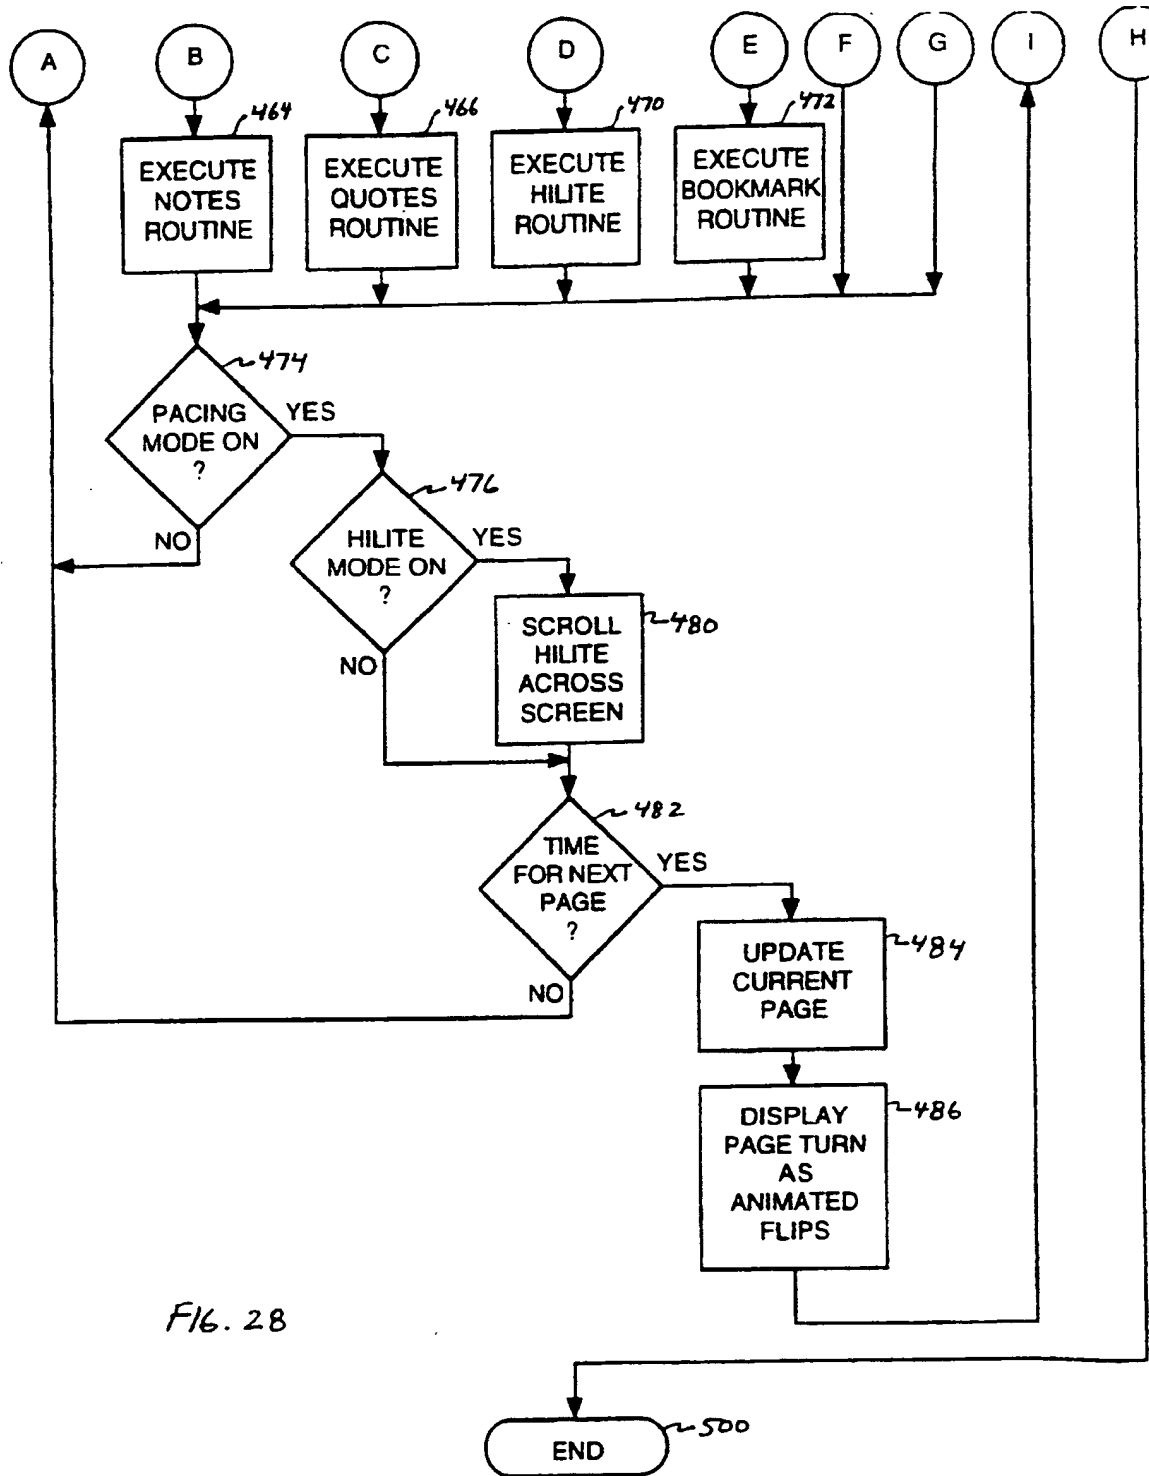 A B C D E F G I H
464 466 470 472
EXECUTE
NOTES
ROUTINE
EXECUTE
QUOTES
ROUTINE
EXECUTE
HILITE
ROUTINE
EXECUTE
BOOKMARK
ROUTINE
474
PACING
MODE ON
?
YES
NO
476
HILITE
MODE ON
?
YES
NO
480
SCROLL
HILITE
ACROSS
SCREEN
482
TIME
FOR NEXT
PAGE
?
YES
NO
484
UPDATE
CURRENT
PAGE
486
DISPLAY
PAGE TURN
AS
ANIMATED
FLIPS
FIG. 28
500
END